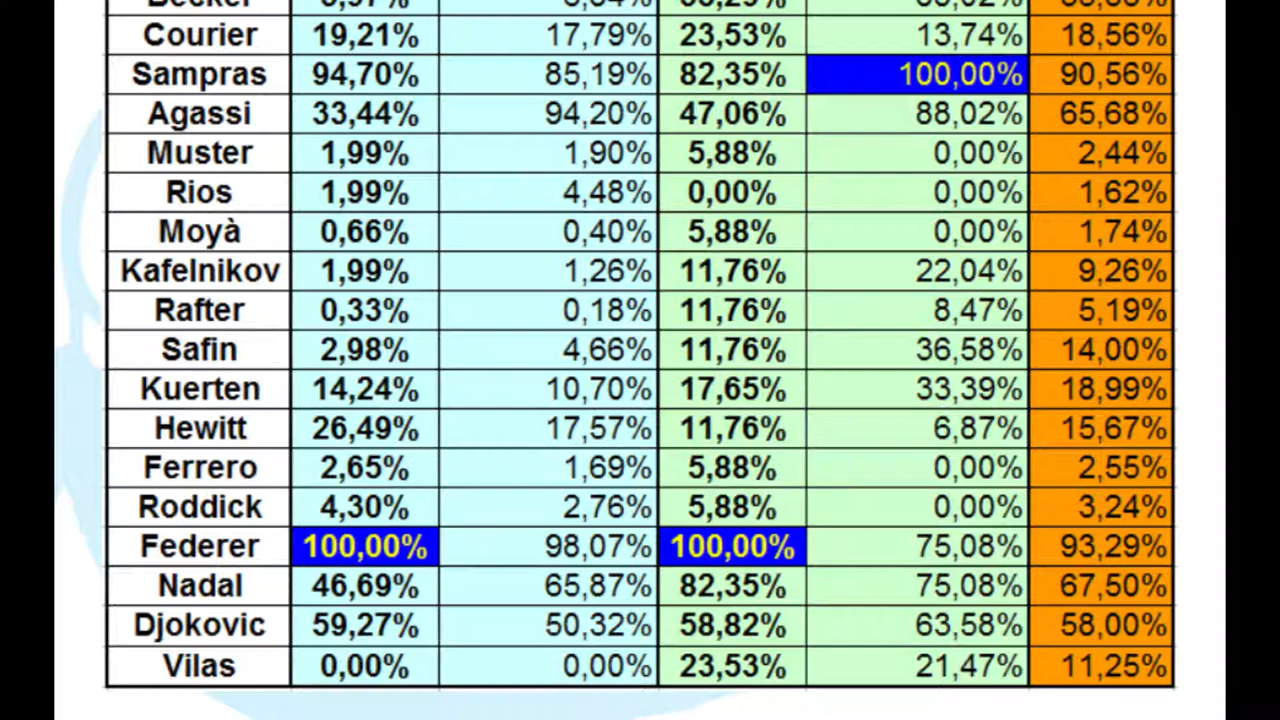 Courier 19,21% 17,79% 23,53% 13,74% 18,56%
Sampras 94,70% 85,19% 82,35% 100,00% 90,56%
Agassi 33,44% 94,20% 47,06% 88,02% 65,68%
Muster 1,99% 1,90% 5,88% 0,00% 2,44%
Rios 1,99% 4,48% 0,00% 0,00% 1,62%
Moyà 0,66% 0,40% 5,88% 0,00% 1,74%
Kafelnikov 1,99% 1,26% 11,76% 22,04% 9,26%
Rafter 0,33% 0,18% 11,76% 8,47% 5,19%
Safin 2,98% 4,66% 11,76% 36,58% 14,00%
Kuerten 14,24% 10,70% 17,65% 33,39% 18,99%
Hewitt 26,49% 17,57% 11,76% 6,87% 15,67%
Ferrero 2,65% 1,69% 5,88% 0,00% 2,55%
Roddick 4,30% 2,76% 5,88% 0,00% 3,24%
Federer 100,00% 98,07% 100,00% 75,08% 93,29%
Nadal 46,69% 65,87% 82,35% 75,08% 67,50%
Djokovic 59,27% 50,32% 58,82% 63,58% 58,00%
Vilas 0,00% 0,00% 23,53% 21,47% 11,25%